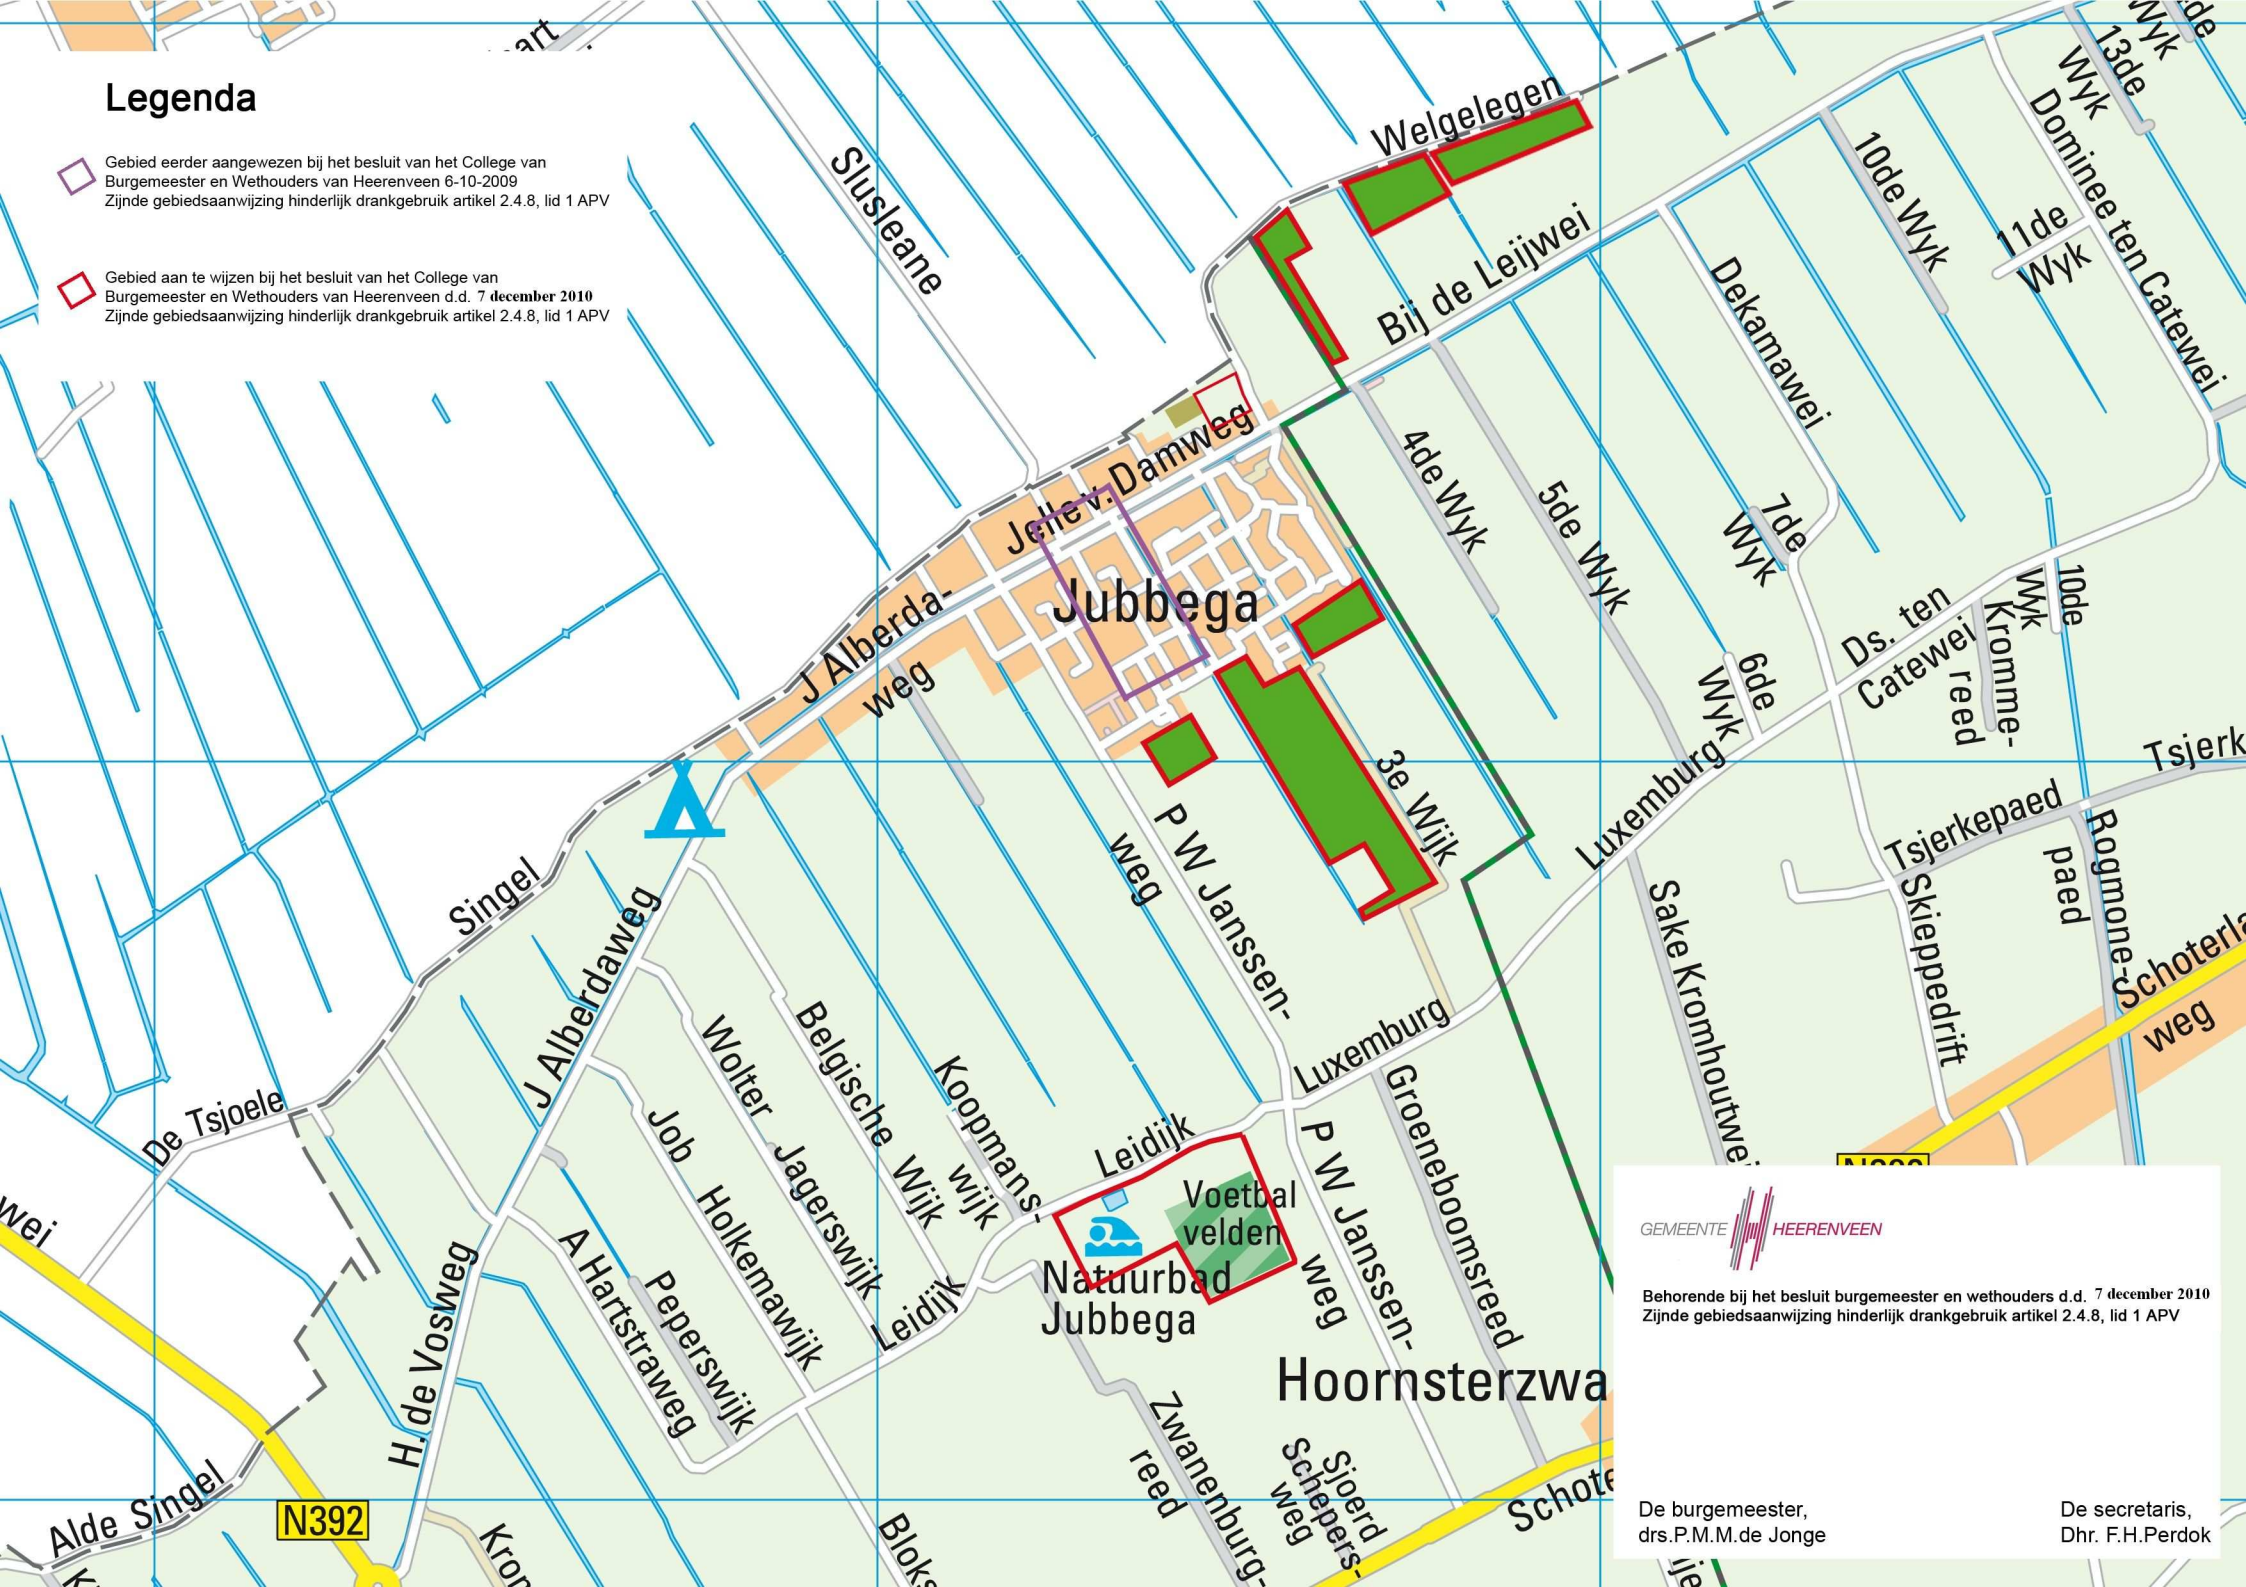 Legenda
Gebied eerder aangewezen bij het besluit van het College van
Burgemeester en Wethouders van Heerenveen 6-10-2009
Zijnde gebiedsaanwijzing hinderlijk drankgebruik artikel 2.4.8, lid 1 APV
Gebied aan te wijzen bij het besluit van het College van
Burgemeester en Wethouders van Heerenveen d.d. 7 december 2010
Zijnde gebiedsaanwijzing hinderlijk drankgebruik artikel 2.4.8, lid 1 APV
Slusleane
Welgelegen
Bij de Leijwei
13de
Wyk
Wyk
10de Wyk
11de
Wyk
Dominee ten Catewei
Dekamawei
4de Wyk
5de Wyk
7de
Wyk
Jelle v. Damweg
Jubbega
J Alberda-
weg
6de
Wyk
Ds. ten
Catewei
10de
Wyk
Kromme-
reed
Tsjerk
Tsjerkepaed
Rogmone-
paed
Luxemburg
3e Wijk
P W Janssen-
weg
Singel
J Alberdaweg
Sake Kromhoutwei
Skieppedrift
Schoterla
weg
De Tsjoele
Wolter Jagerswijk
Belgische Wijk
Koopmans-
wijk
Job Holkemawijk
Luxemburg
Groeneboomsreed
Leidijk
Voetbal
velden
Natuurbad
Jubbega
P W Janssen-
weg
wei
H. de Vosweg
A Hartstraweg
Peperswijk
Leidijk
Hoornsterzwa
Zwanenburg-
reed
Sjoerd
Schepers-
weg
Schote
Alde Singel
N392
Kron
Bloks
GEMEENTE HEERENVEEN
Behorende bij het besluit burgemeester en wethouders d.d. 7 december 2010
Zijnde gebiedsaanwijzing hinderlijk drankgebruik artikel 2.4.8, lid 1 APV
De burgemeester,
drs.P.M.M.de Jonge
De secretaris,
Dhr. F.H.Perdok